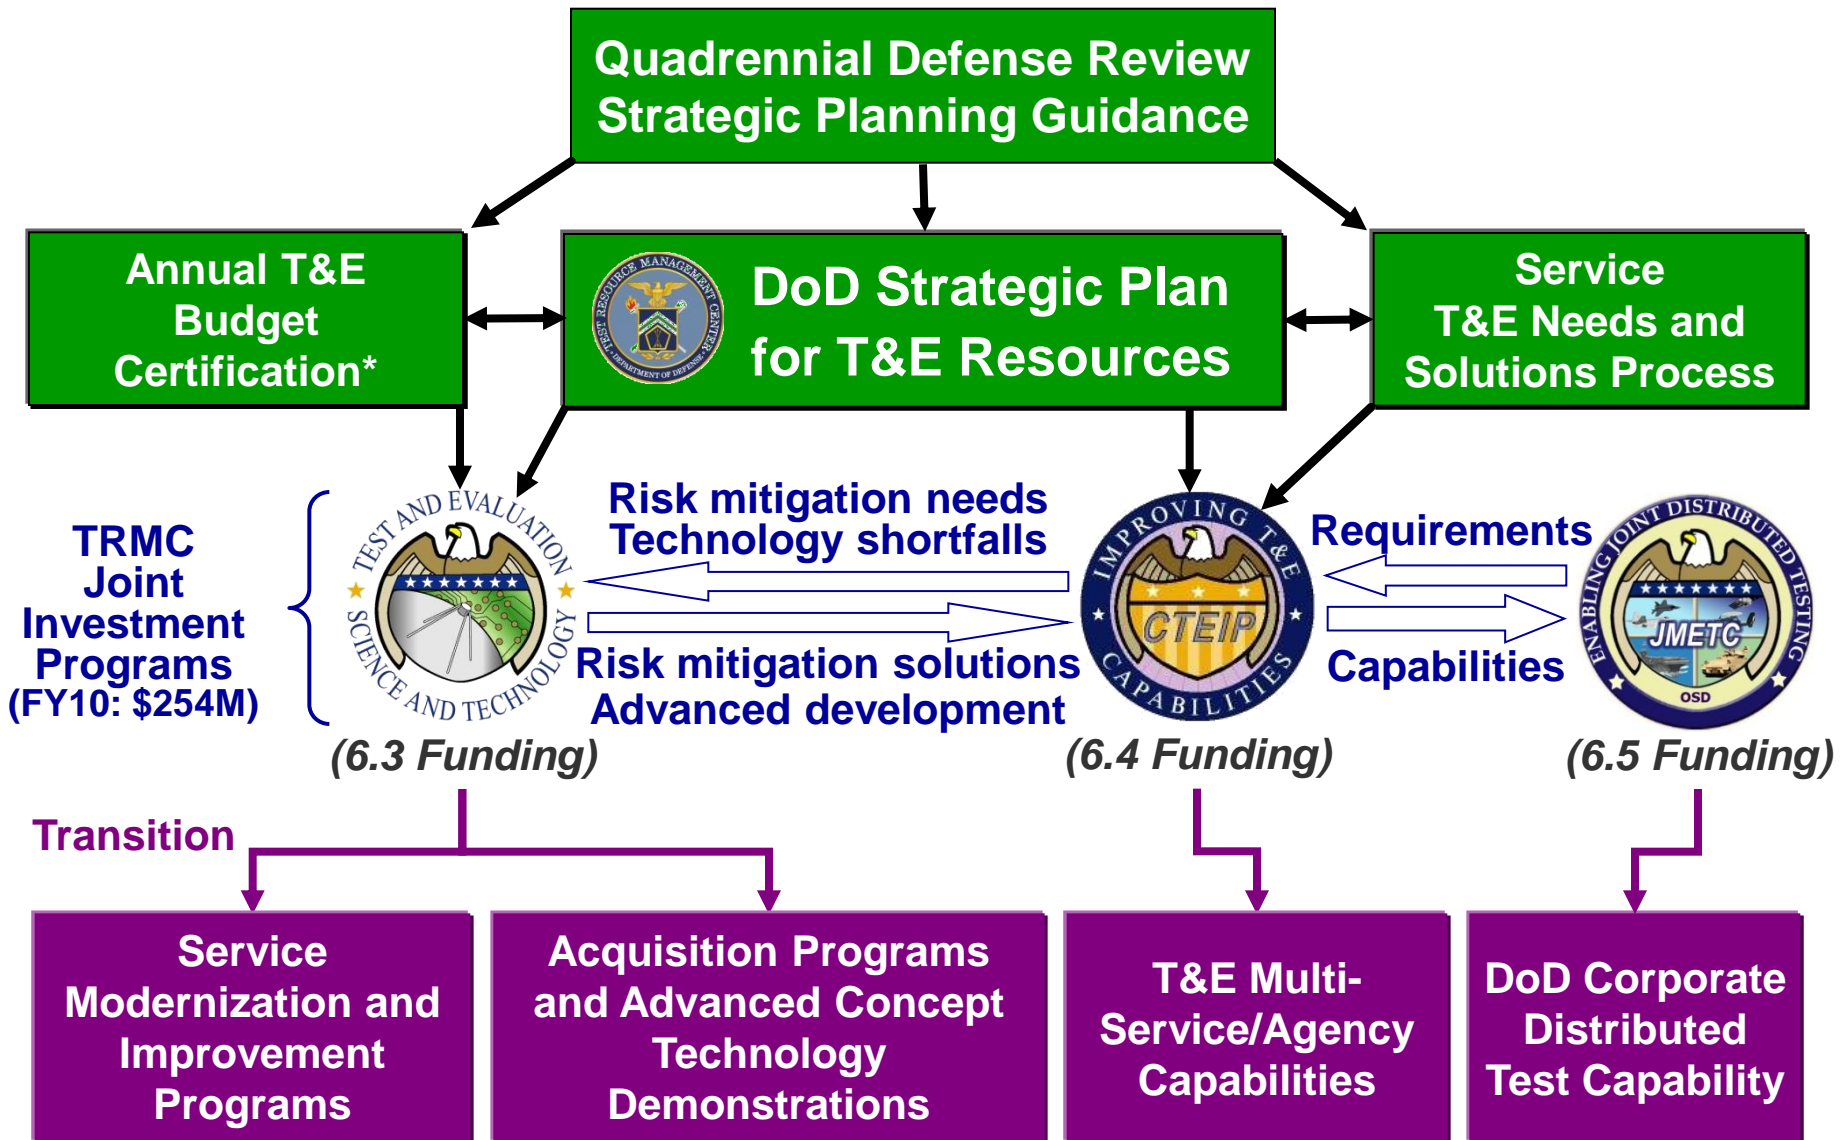 Quadrennial Defense Review
Strategic Planning Guidance
Annual T&E
Budget
Certification*
TEST RESOURCE MANAGEMENT CENTER
DEPARTMENT OF DEFENSE
DoD Strategic Plan
for T&E Resources
Service
T&E Needs and
Solutions Process
TRMC
Joint
Investment
Programs
(FY10: $254M)
TEST AND EVALUATION
SCIENCE AND TECHNOLOGY
(6.3 Funding)
Risk mitigation needs
Technology shortfalls
Risk mitigation solutions
Advanced development
IMPROVING T&E
CTEIP
CAPABILITIES
(6.4 Funding)
Requirements
Capabilities
ENABLING JOINT DISTRIBUTED TESTING
JMETC
OSD
(6.5 Funding)
Transition
Service
Modernization and
Improvement
Programs
Acquisition Programs
and Advanced Concept
Technology
Demonstrations
T&E Multi-
Service/Agency
Capabilities
DoD Corporate
Distributed
Test Capability